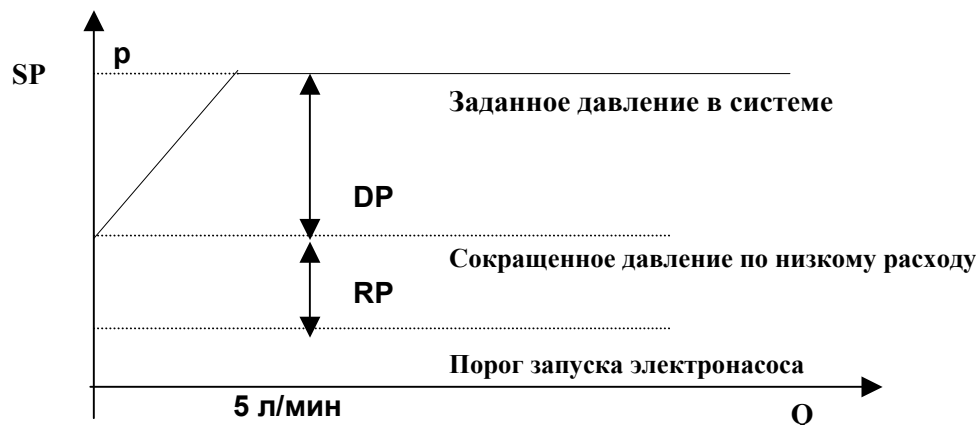 p
SP
Заданное давление в системе
DP
Сокращенное давление по низкому расходу
RP
Порог запуска электронасоса
5 л/мин
Q